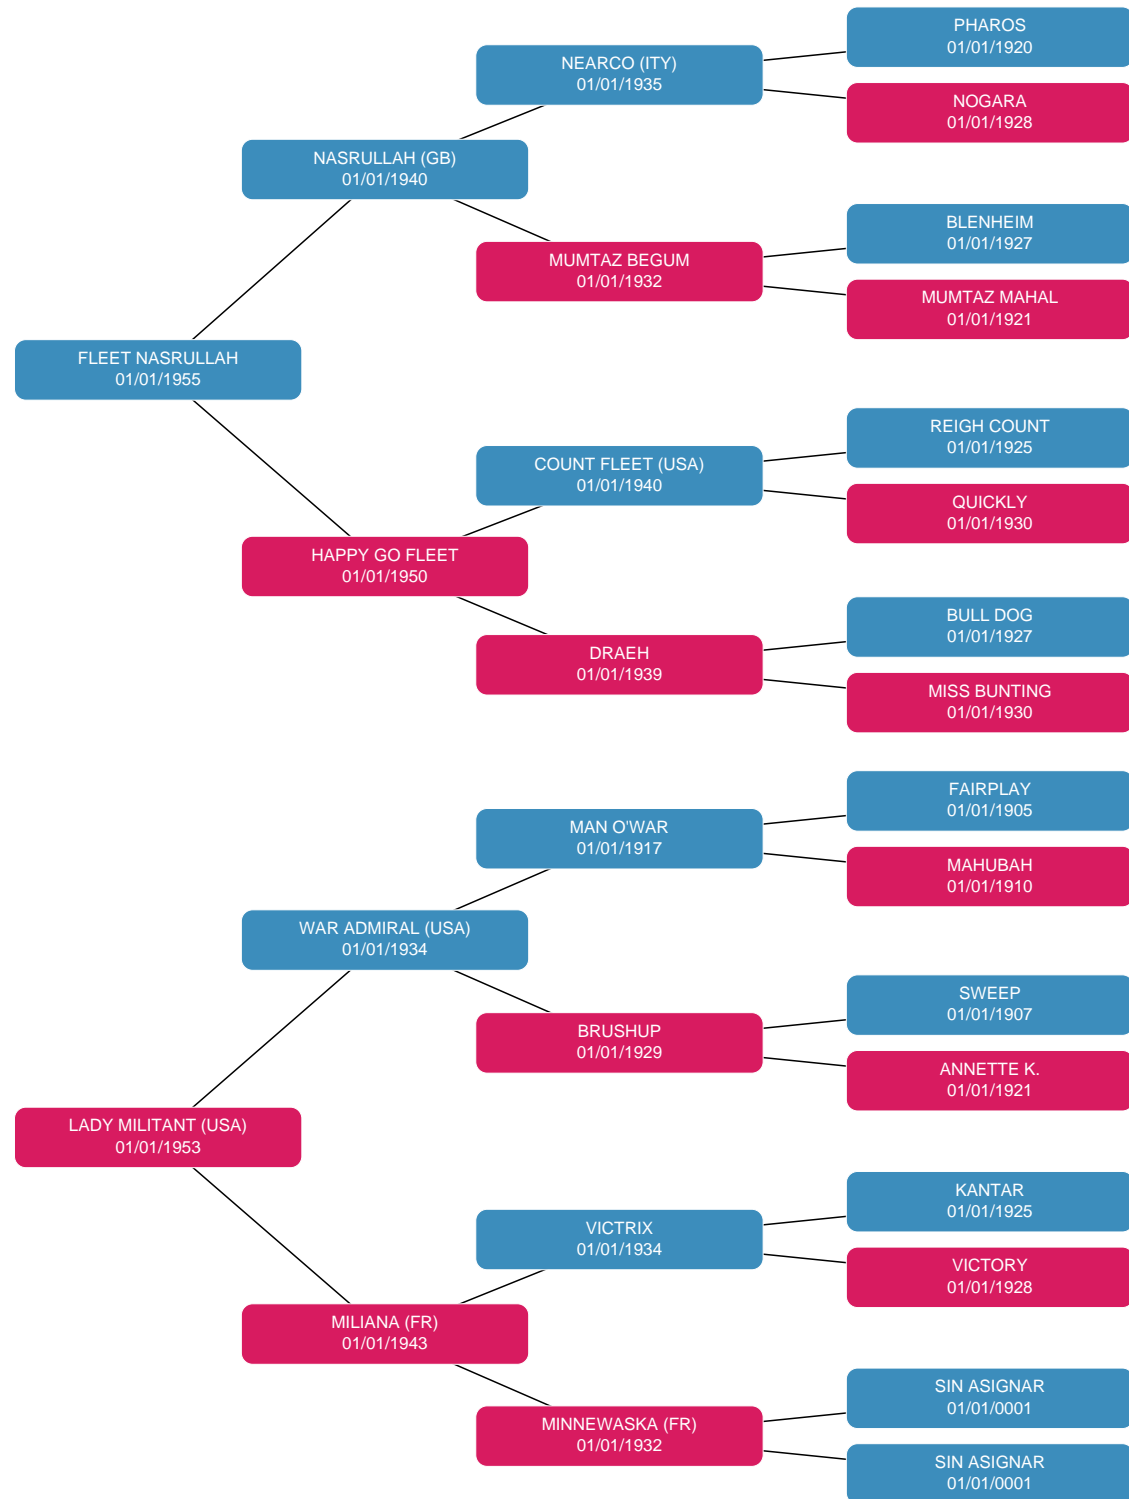 PHAROS
01/01/1920
NEARCO (ITY)
01/01/1935
NOGARA
01/01/1928
NASRULLAH (GB)
01/01/1940
BLENHEIM
01/01/1927
MUMTAZ BEGUM
01/01/1932
MUMTAZ MAHAL
01/01/1921
FLEET NASRULLAH
01/01/1955
REIGH COUNT
01/01/1925
COUNT FLEET (USA)
01/01/1940
QUICKLY
01/01/1930
HAPPY GO FLEET
01/01/1950
BULL DOG
01/01/1927
DRAEH
01/01/1939
MISS BUNTING
01/01/1930
FAIRPLAY
01/01/1905
MAN O'WAR
01/01/1917
MAHUBAH
01/01/1910
WAR ADMIRAL (USA)
01/01/1934
SWEEP
01/01/1907
BRUSHUP
01/01/1929
ANNETTE K.
01/01/1921
LADY MILITANT (USA)
01/01/1953
KANTAR
01/01/1925
VICTRIX
01/01/1934
VICTORY
01/01/1928
MILIANA (FR)
01/01/1943
SIN ASIGNAR
01/01/0001
MINNEWASKA (FR)
01/01/1932
SIN ASIGNAR
01/01/0001